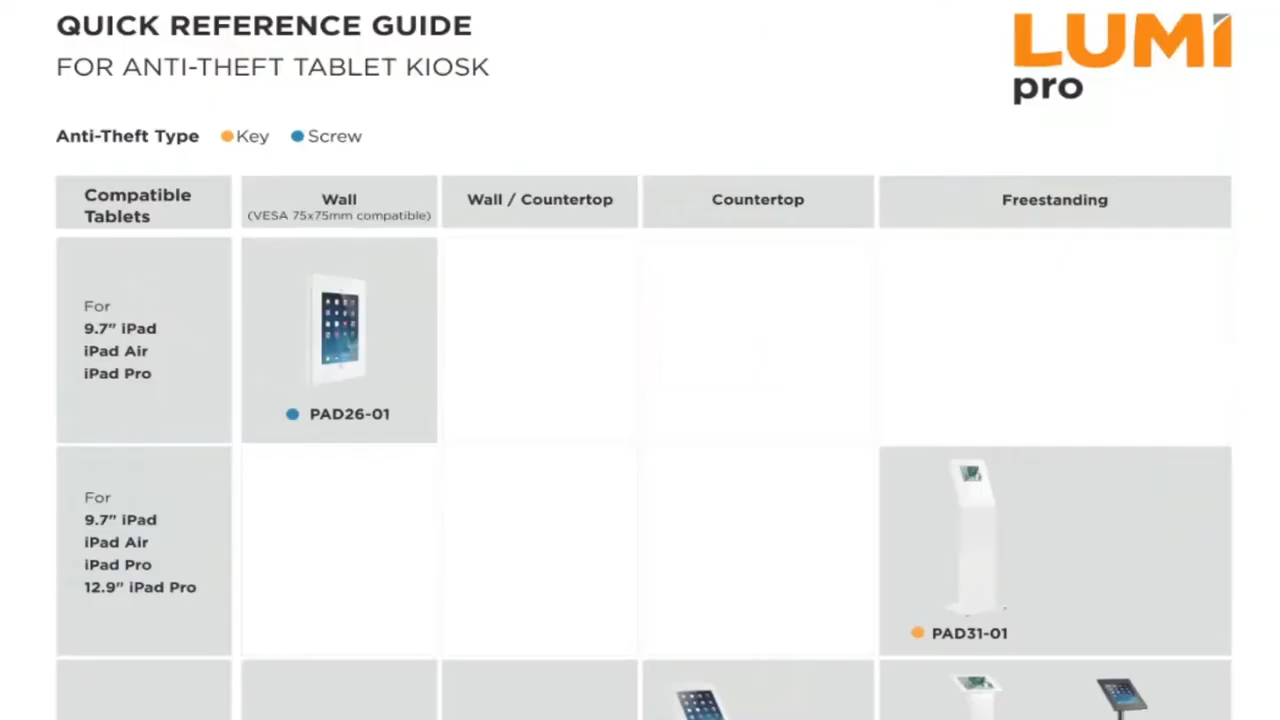 QUICK REFERENCE GUIDE
FOR ANTI-THEFT TABLET KIOSK
LUMi
pro
Anti-Theft Type Key Screw
Compatible
Tablets
Wall
(VESA 75x75mm compatible)
Wall / Countertop
Countertop
Freestanding
For
9.7" iPad
iPad Air
iPad Pro
PAD26-01
For
9.7" iPad
iPad Air
iPad Pro
12.9" iPad Pro
PAD31-01